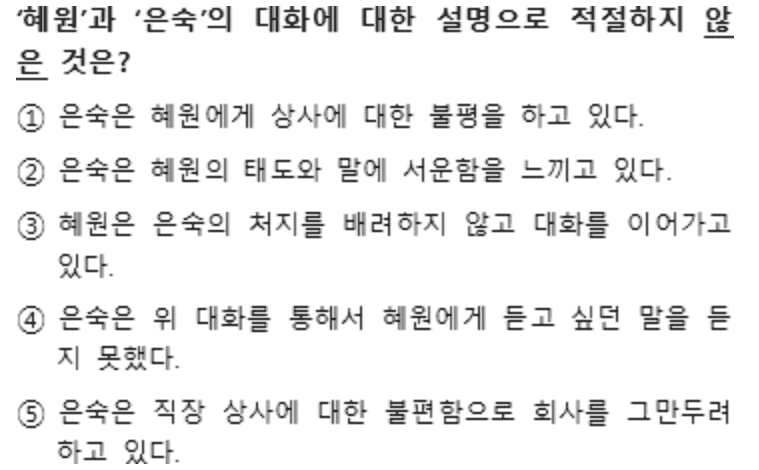 ‘혜원’과 ‘은숙’의 대화에 대한 설명으로 적절하지 않
은 것은?
① 은숙은 혜원에게 상사에 대한 불평을 하고 있다.
② 은숙은 혜원의 태도와 말에 서운함을 느끼고 있다.
③ 혜원은 은숙의 처지를 배려하지 않고 대화를 이어가고
있다.
④ 은숙은 위 대화를 통해서 혜원에게 듣고 싶던 말을 듣
지 못했다.
⑤ 은숙은 직장 상사에 대한 불편함으로 회사를 그만두려
하고 있다.